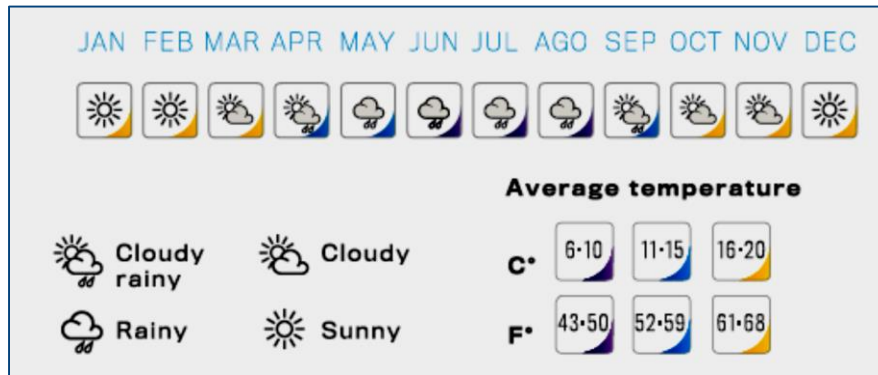 JAN FEB MAR APR MAY JUN JUL AGO SEP OCT NOV DEC
Average temperature
Cloudy rainy
Cloudy
Rainy
Sunny
C° 6•10 11•15 16•20
F° 43•50 52•59 61•68